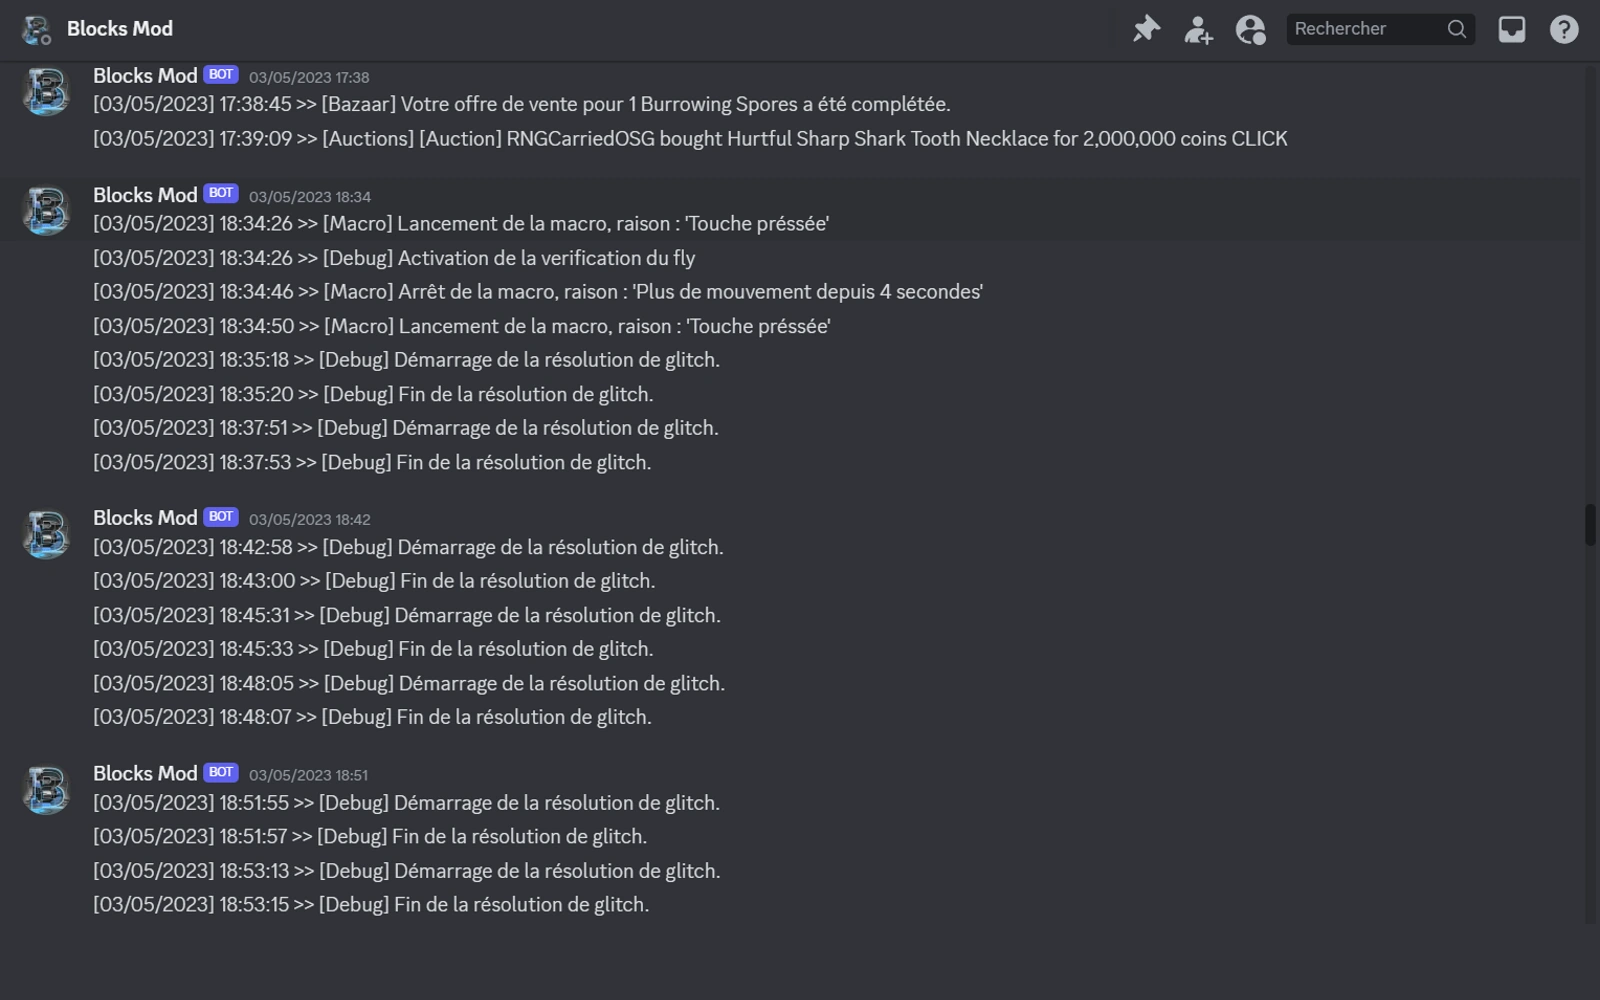 Blocks Mod
Rechercher
Blocks Mod BOT 03/05/2023 17:38
[03/05/2023] 17:38:45 >> [Bazaar] Votre offre de vente pour 1 Burrowing Spores a été complétée.
[03/05/2023] 17:39:09 >> [Auctions] [Auction] RNGCarriedOSG bought Hurtful Sharp Shark Tooth Necklace for 2,000,000 coins CLICK
Blocks Mod BOT 03/05/2023 18:34
[03/05/2023] 18:34:26 >> [Macro] Lancement de la macro, raison : 'Touche préssée'
[03/05/2023] 18:34:26 >> [Debug] Activation de la verification du fly
[03/05/2023] 18:34:46 >> [Macro] Arrêt de la macro, raison : 'Plus de mouvement depuis 4 secondes'
[03/05/2023] 18:34:50 >> [Macro] Lancement de la macro, raison : 'Touche préssée'
[03/05/2023] 18:35:18 >> [Debug] Démarrage de la résolution de glitch.
[03/05/2023] 18:35:20 >> [Debug] Fin de la résolution de glitch.
[03/05/2023] 18:37:51 >> [Debug] Démarrage de la résolution de glitch.
[03/05/2023] 18:37:53 >> [Debug] Fin de la résolution de glitch.
Blocks Mod BOT 03/05/2023 18:42
[03/05/2023] 18:42:58 >> [Debug] Démarrage de la résolution de glitch.
[03/05/2023] 18:43:00 >> [Debug] Fin de la résolution de glitch.
[03/05/2023] 18:45:31 >> [Debug] Démarrage de la résolution de glitch.
[03/05/2023] 18:45:33 >> [Debug] Fin de la résolution de glitch.
[03/05/2023] 18:48:05 >> [Debug] Démarrage de la résolution de glitch.
[03/05/2023] 18:48:07 >> [Debug] Fin de la résolution de glitch.
Blocks Mod BOT 03/05/2023 18:51
[03/05/2023] 18:51:55 >> [Debug] Démarrage de la résolution de glitch.
[03/05/2023] 18:51:57 >> [Debug] Fin de la résolution de glitch.
[03/05/2023] 18:53:13 >> [Debug] Démarrage de la résolution de glitch.
[03/05/2023] 18:53:15 >> [Debug] Fin de la résolution de glitch.